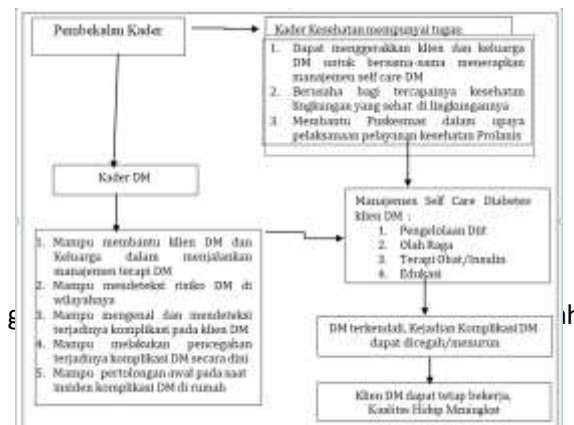 Pembekalan Kader
Kader Kesehatan mempunyai tugas:
1. Dapat menggerakkan klien dan keluarga
DM untuk bersama-sama menerapkan
manajemen self care DM
2. Berusaha bagi tercapainya kesehatan
lingkungan yang sehat di lingkungannya
3 Membantu Puskesmas dalam upaya
pelaksanaan pelayanan kesehatan Prolanis
Kader DM
1. Mampu membantu klien DM dan
Keluarga dalam menjalankan
manajemen terapi DM
2. Mampu mendeteksi risiko DM di
wilayahnya
3. Mampu mengenal dan mendeteksi
terjadinya komplikasi pada klien DM
4. Mampu melakukan pencegahan
terjadinya komplikasi DM secara dini
5. Mampu pertolongan awal pada saat
insiden komplikasi DM di rumah
Manajemen Self Care Diabetes
klien DM :
1. Pengelolaan Diit
2. Olah Raga
3. Terapi Obat/Insulin
4. Edukasi
DM terkendali, Kejadian Komplikasi DM
dapat dicegah/menurun
Klien DM dapat tetap bekerja,
Kualitas Hidup Meningkat